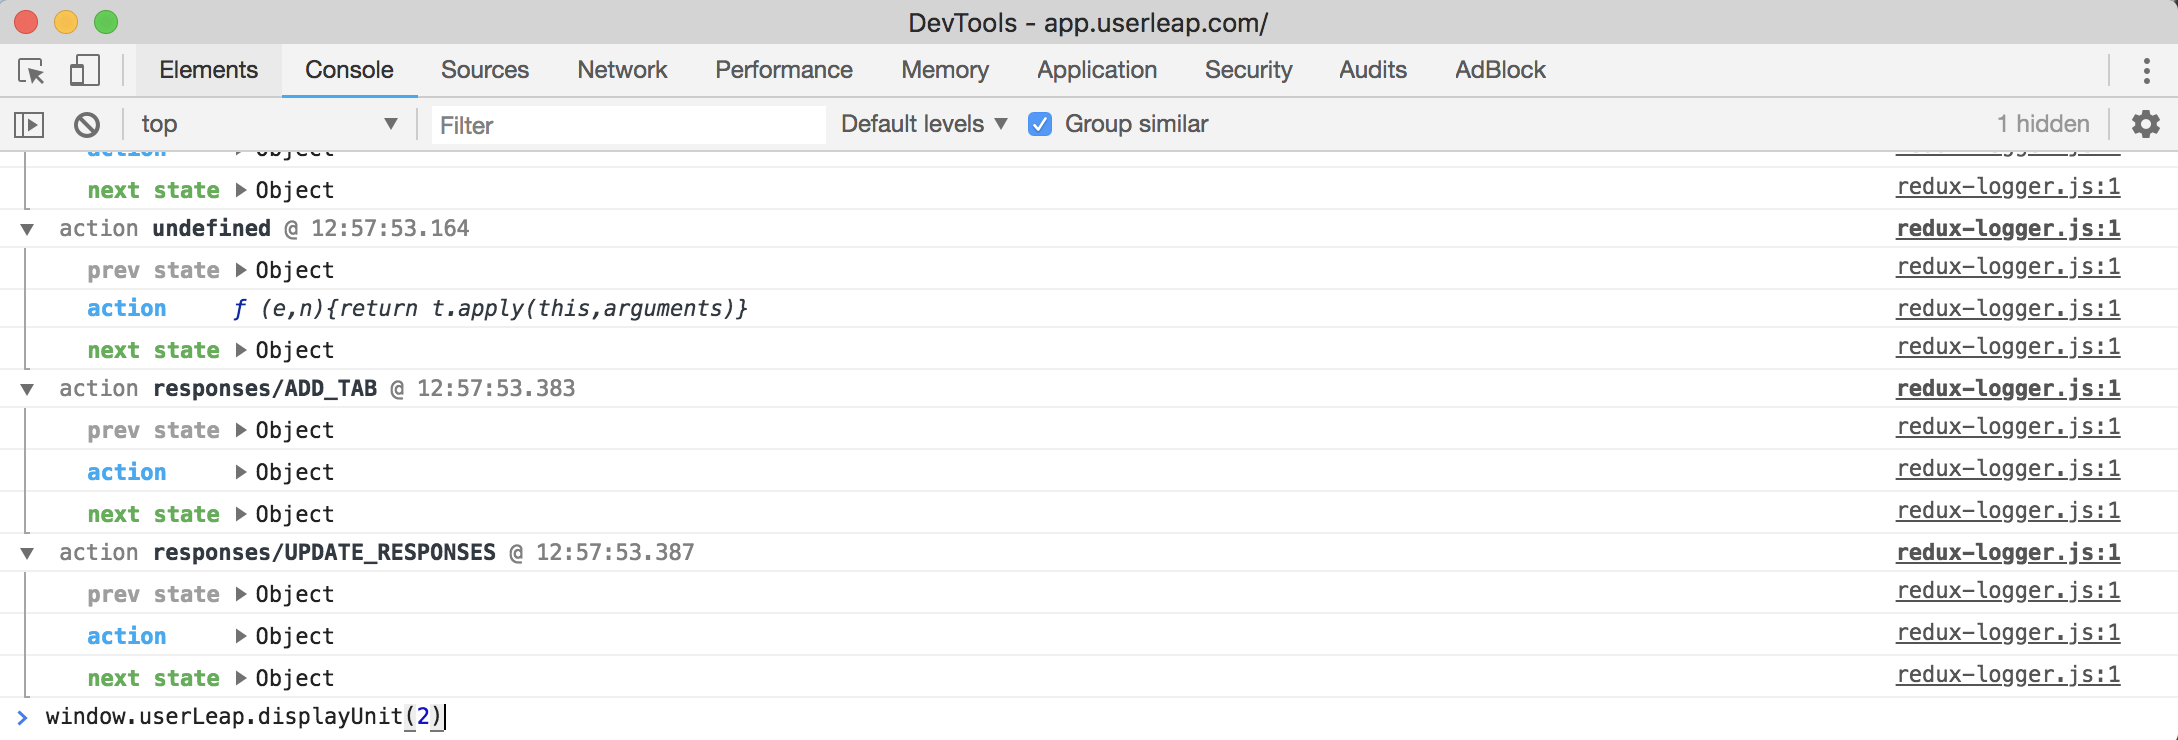 DevTools - app.userleap.com/
Elements Console Sources Network Performance Memory Application Security Audits AdBlock
top Filter Default levels Group similar 1 hidden
action Object redux-logger.js:1
next state Object redux-logger.js:1
action undefined @ 12:57:53.164 redux-logger.js:1
prev state Object redux-logger.js:1
action ƒ (e,n){return t.apply(this,arguments)} redux-logger.js:1
next state Object redux-logger.js:1
action responses/ADD_TAB @ 12:57:53.383 redux-logger.js:1
prev state Object redux-logger.js:1
action Object redux-logger.js:1
next state Object redux-logger.js:1
action responses/UPDATE_RESPONSES @ 12:57:53.387 redux-logger.js:1
prev state Object redux-logger.js:1
action Object redux-logger.js:1
next state Object redux-logger.js:1
> window.userLeap.displayUnit(2)